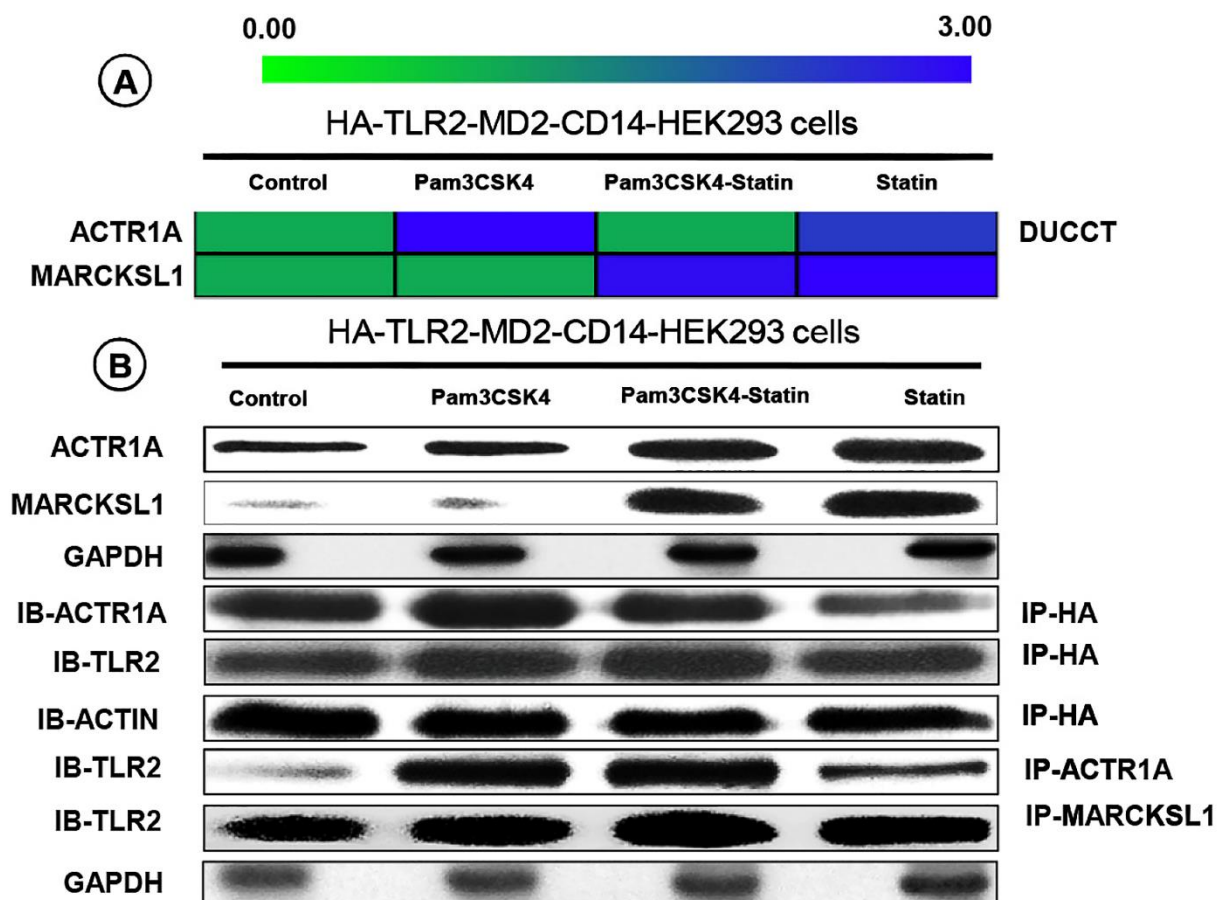 0.00 3.00
A
HA-TLR2-MD2-CD14-HEK293 cells
Control Pam3CSK4 Pam3CSK4-Statin Statin
ACTR1A DUCCT
MARCKSL1
HA-TLR2-MD2-CD14-HEK293 cells
B
Control Pam3CSK4 Pam3CSK4-Statin Statin
ACTR1A
MARCKSL1
GAPDH
IB-ACTR1A IP-HA
IB-TLR2 IP-HA
IB-ACTIN IP-HA
IB-TLR2 IP-ACTR1A
IB-TLR2 IP-MARCKSL1
GAPDH